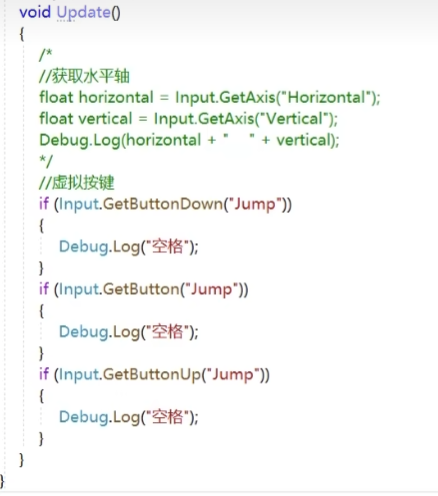 void Update()
{
/*
//获取水平轴
float horizontal = Input.GetAxis("Horizontal");
float vertical = Input.GetAxis("Vertical");
Debug.Log(horizontal + "    " + vertical);
*/
//虚拟按键
if (Input.GetButtonDown("Jump"))
{
Debug.Log("空格");
}
if (Input.GetButton("Jump"))
{
Debug.Log("空格");
}
if (Input.GetButtonUp("Jump"))
{
Debug.Log("空格");
}
}
}